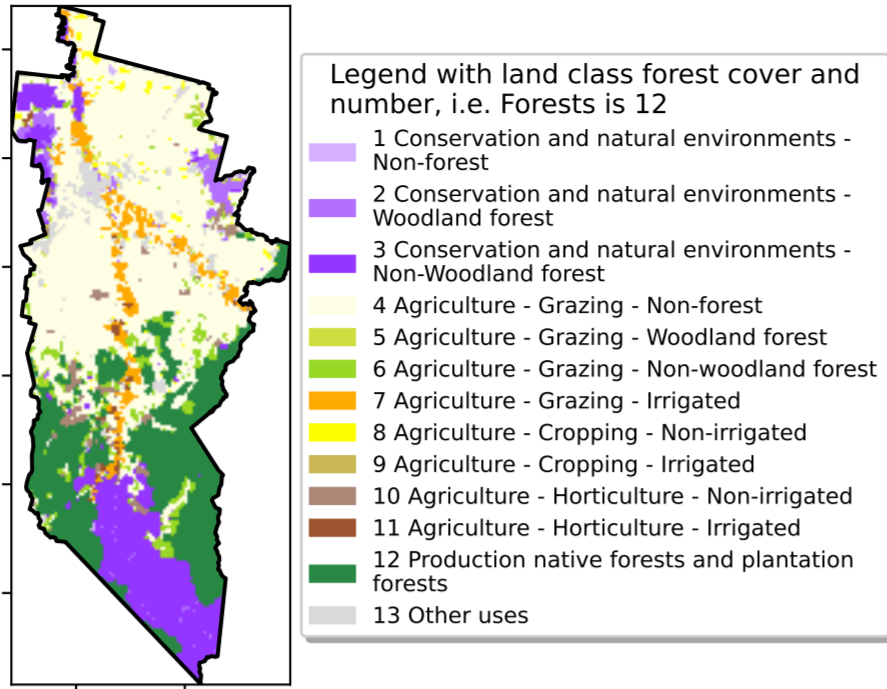 Legend with land class forest cover and
number, i.e. Forests is 12
1 Conservation and natural environments -
Non-forest
2 Conservation and natural environments -
Woodland forest
3 Conservation and natural environments -
Non-Woodland forest
4 Agriculture - Grazing - Non-forest
5 Agriculture - Grazing - Woodland forest
6 Agriculture - Grazing - Non-woodland forest
7 Agriculture - Grazing - Irrigated
8 Agriculture - Cropping - Non-irrigated
9 Agriculture - Cropping - Irrigated
10 Agriculture - Horticulture - Non-irrigated
11 Agriculture - Horticulture - Irrigated
12 Production native forests and plantation
forests
13 Other uses